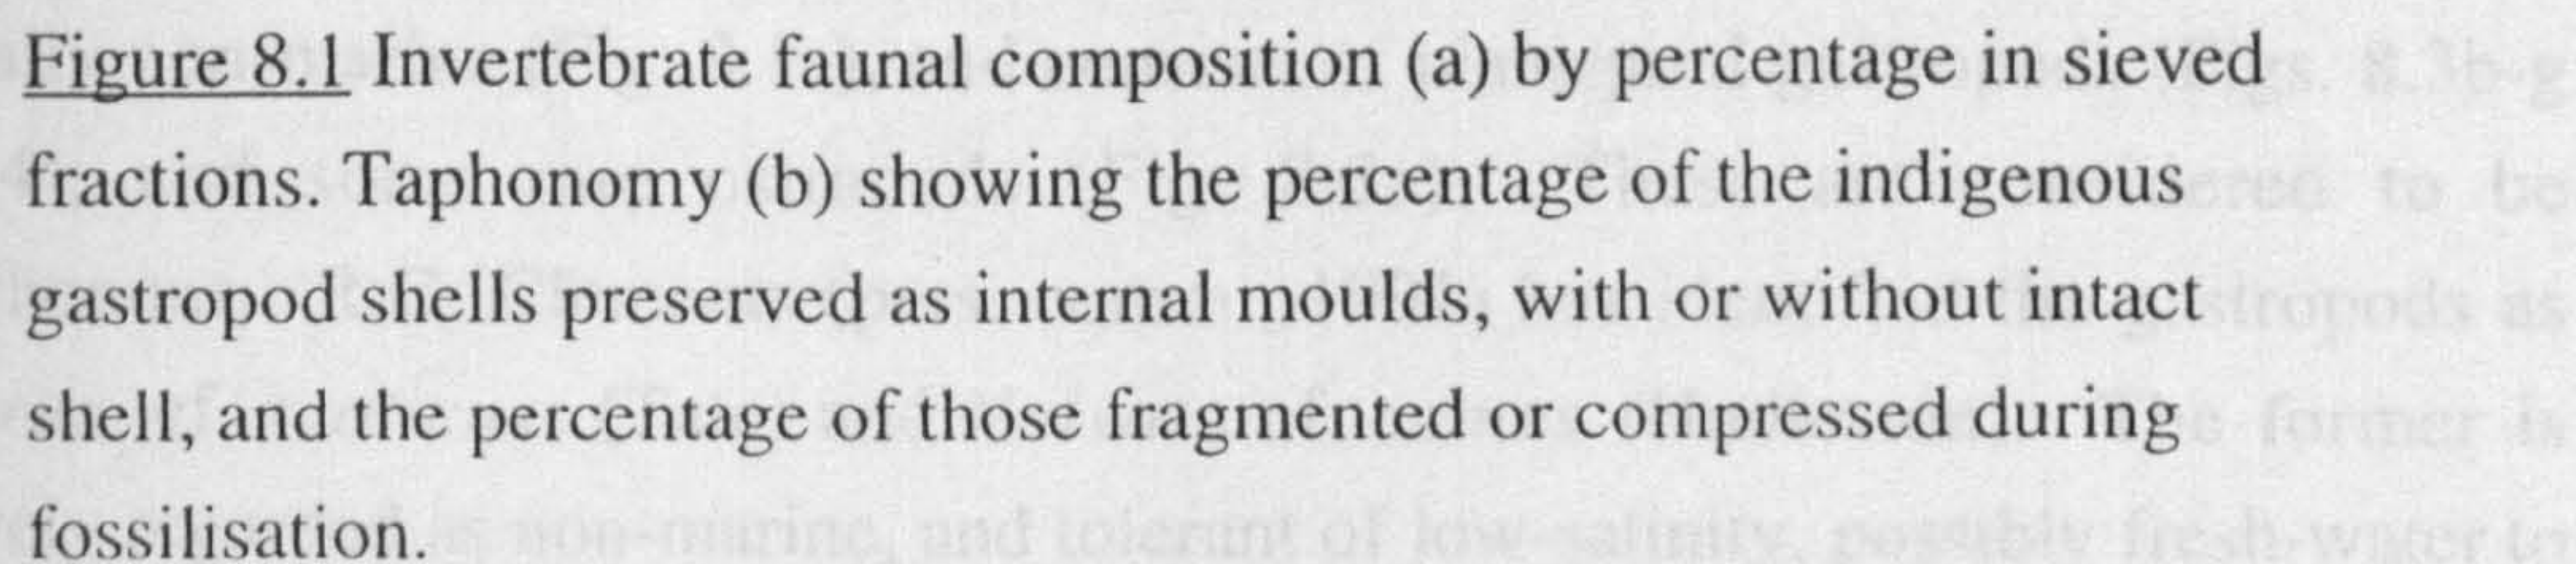 Figure 8.1 Invertebrate faunal composition (a) by percentage in sieved
fractions. Taphonomy (b) showing the percentage of the indigenous
gastropod shells preserved as internal moulds, with or without intact
shell, and the percentage of those fragmented or compressed during
fossilisation.